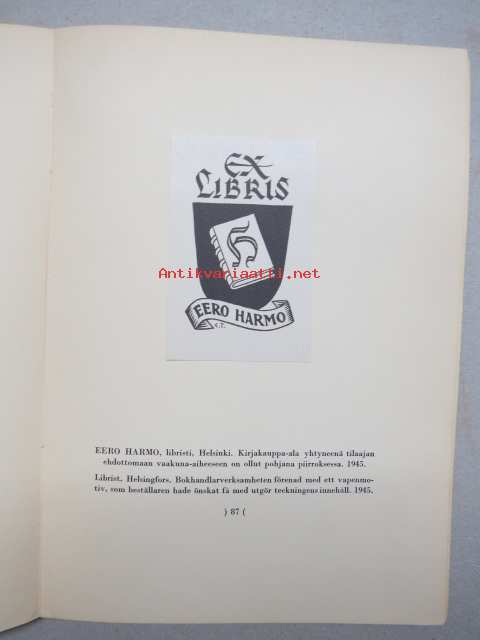 EX
LIBRIS
H
Antikvariaatti.net
EERO HARMO
E.T.
EERO HARMO, libristi, Helsinki. Kirjakauppa-ala yhtyneenä tilaajan
ehdottomaan vaakuna-aiheeseen on ollut pohjana piirroksessa. 1945.
Librist, Helsingfors. Bokhandlarverksamheten förenad med ett vapenmo-
tiv, som beställaren hade önskat få med utgör teckningens innehåll. 1945.
) 87 (